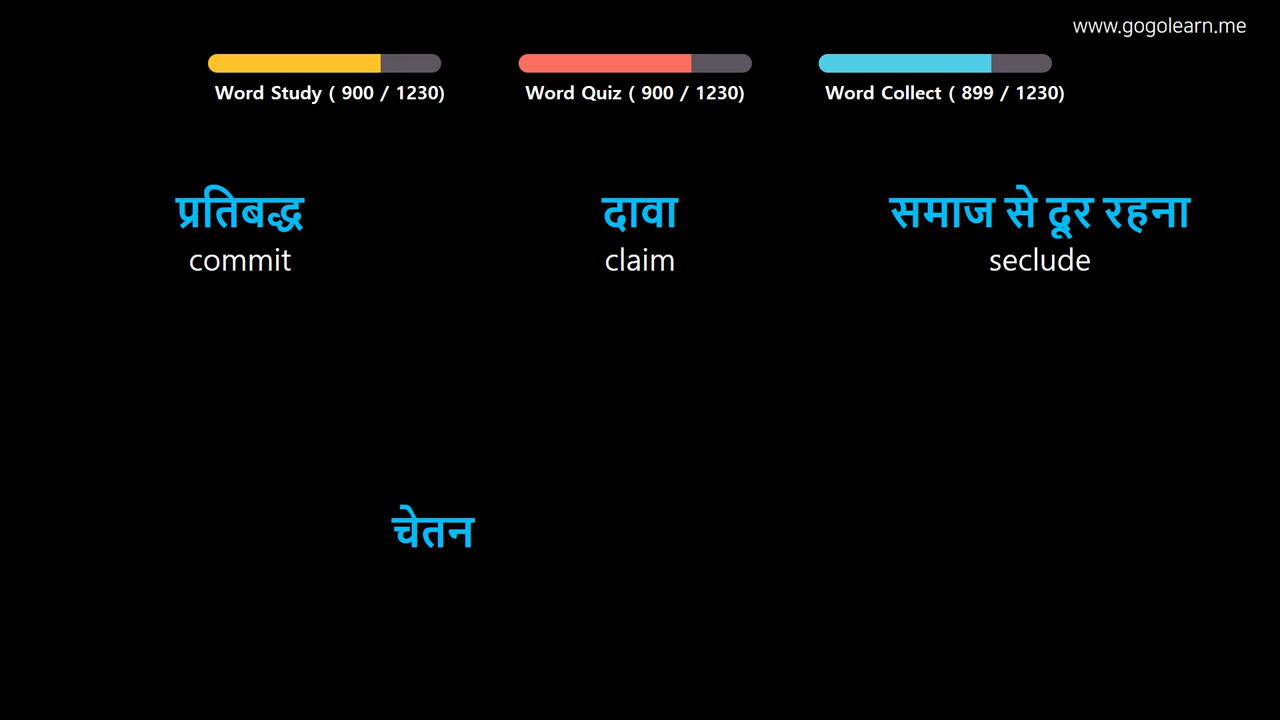 www.gogolearn.me
Word Study ( 900 / 1230)
Word Quiz ( 900 / 1230)
Word Collect ( 899 / 1230)
प्रतिबद्ध
commit
दावा
claim
समाज से दूर रहना
seclude
चेतन